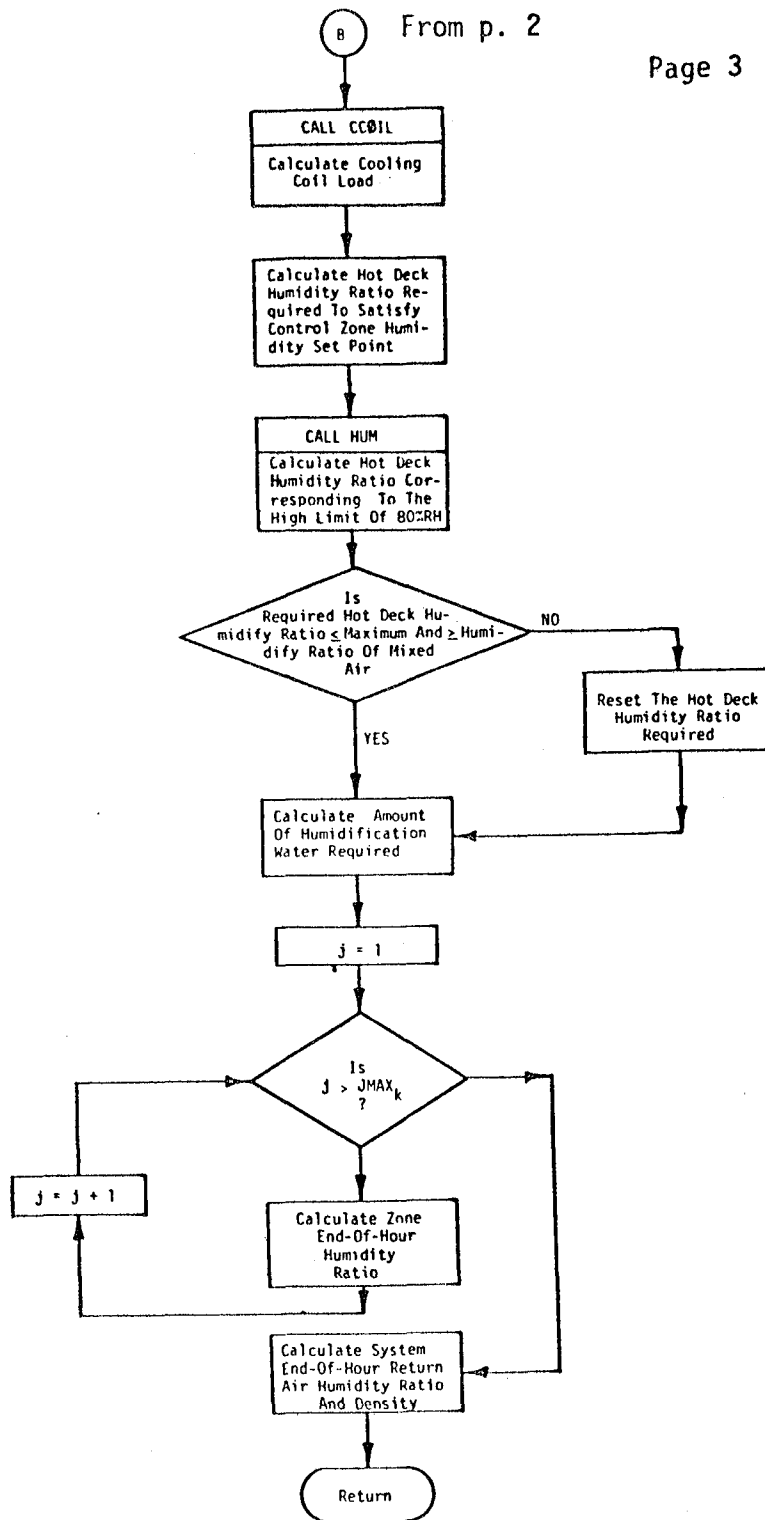 B
From p. 2
Page 3
CALL CCØIL
Calculate Cooling
Coil Load
Calculate Hot Deck
Humidity Ratio Re-
quired To Satisfy
Control Zone Humi-
dity Set Point
CALL HUM
Calculate Hot Deck
Humidity Ratio Cor-
responding To The
High Limit Of 80%RH
Is
Required Hot Deck Hu-
midify Ratio ≤ Maximum And ≥ Humi-
dify Ratio Of Mixed
Air
NO
Reset The Hot Deck
Humidity Ratio
Required
YES
Calculate Amount
Of Humidification
Water Required
j = 1
Is
j > JMAXk
?
j = j + 1
Calculate Zone
End-Of-Hour
Humidity
Ratio
Calculate System
End-Of-Hour Return
Air Humidity Ratio
And Density
Return